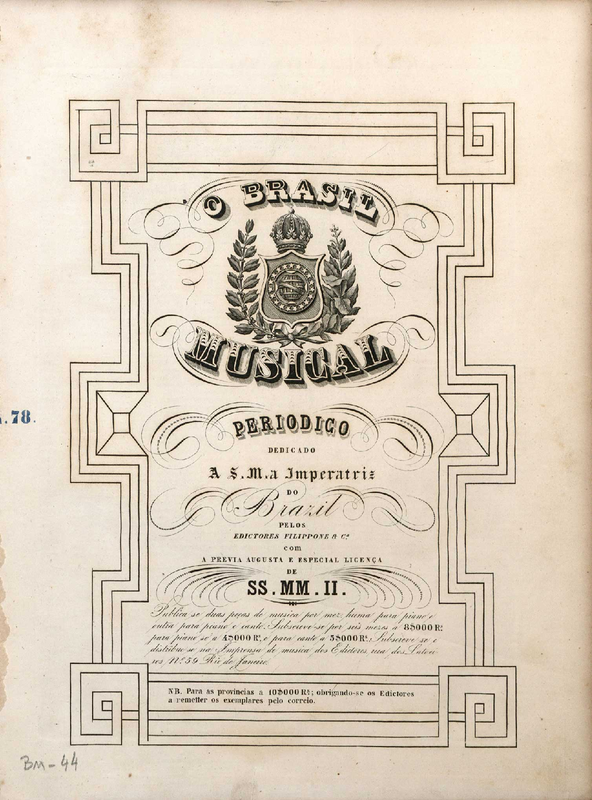 O BRASIL
MUSICAL
.78.
PERIODICO
DEDICADO
A S.M.a Imperatriz
DO
Brazil
PELOS
EDICTORES FILIPPONE & Cª
com
A PREVIA AUGUSTA E ESPECIAL LICENÇA
DE
SS. MM. II.
Publica-se duas peças de musica por mez, huma para piano e
outra para piano e canto. Subscreve-se por seis mezes a 8$000 Rs
para piano só a 4$000 Rs, e para canto a 5$000 Rs. Subscreve-se e
distribue-se na Imprensa de musica dos Edictores, rua dos Latoei-
ros Nº 59 Rio de Janeiro.
NB. Para as provincias a 10$000 Rs; obrigando-se os Edictores
a remetter os exemplares pelo correio.
BM-44